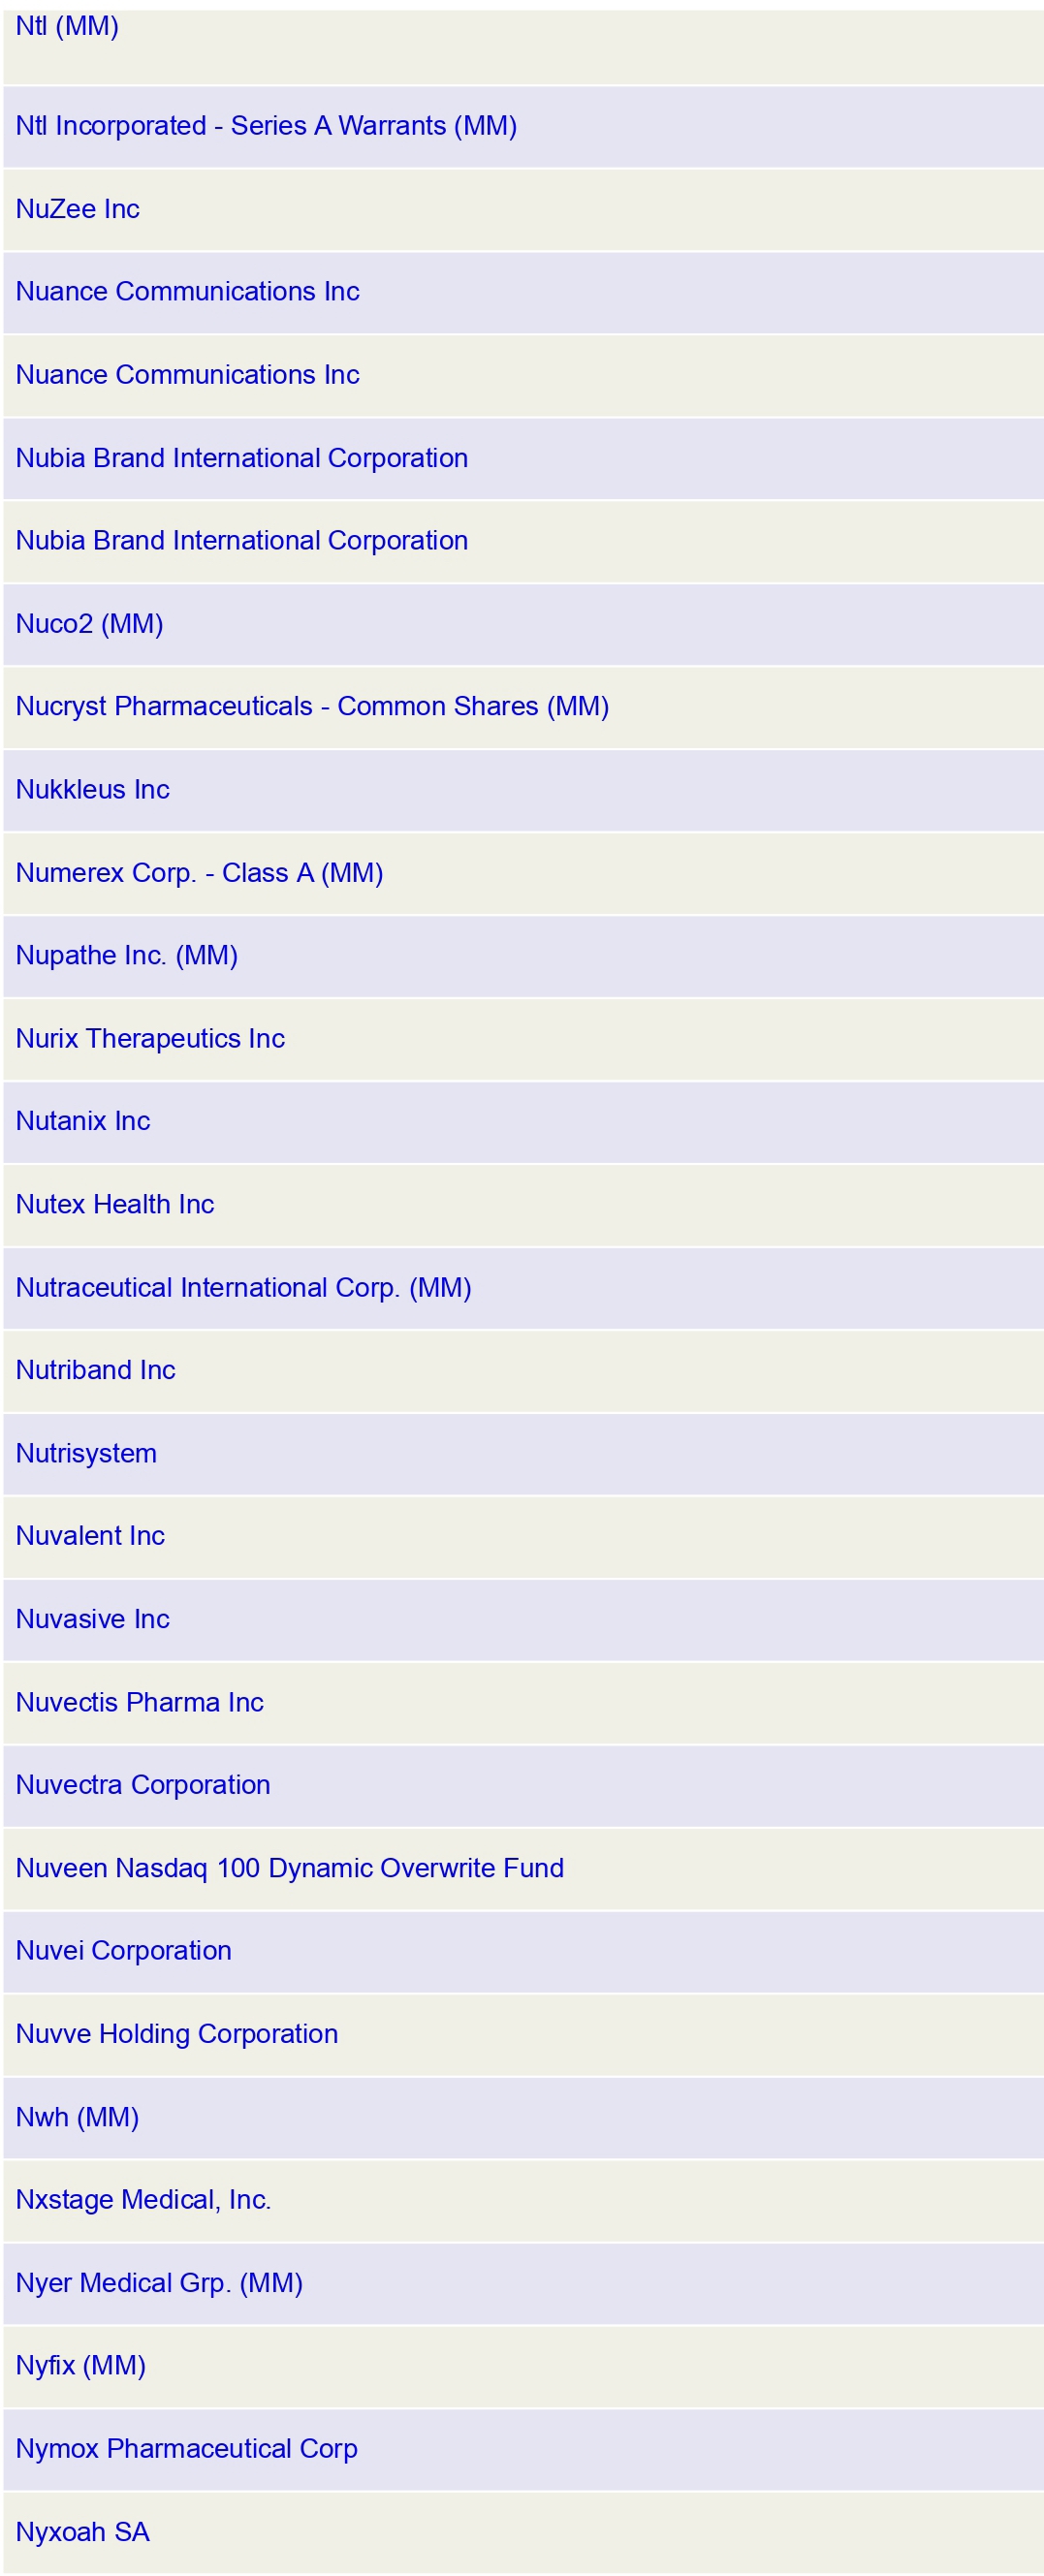 Ntl (MM)
Ntl Incorporated - Series A Warrants (MM)
NuZee Inc
Nuance Communications Inc
Nuance Communications Inc
Nubia Brand International Corporation
Nubia Brand International Corporation
Nuco2 (MM)
Nucryst Pharmaceuticals - Common Shares (MM)
Nukkleus Inc
Numerex Corp. - Class A (MM)
Nupathe Inc. (MM)
Nurix Therapeutics Inc
Nutanix Inc
Nutex Health Inc
Nutraceutical International Corp. (MM)
Nutriband Inc
Nutrisystem
Nuvalent Inc
Nuvasive Inc
Nuvectis Pharma Inc
Nuvectra Corporation
Nuveen Nasdaq 100 Dynamic Overwrite Fund
Nuvei Corporation
Nuvve Holding Corporation
Nwh (MM)
Nxstage Medical, Inc.
Nyer Medical Grp. (MM)
Nyfix (MM)
Nymox Pharmaceutical Corp
Nyxoah SA